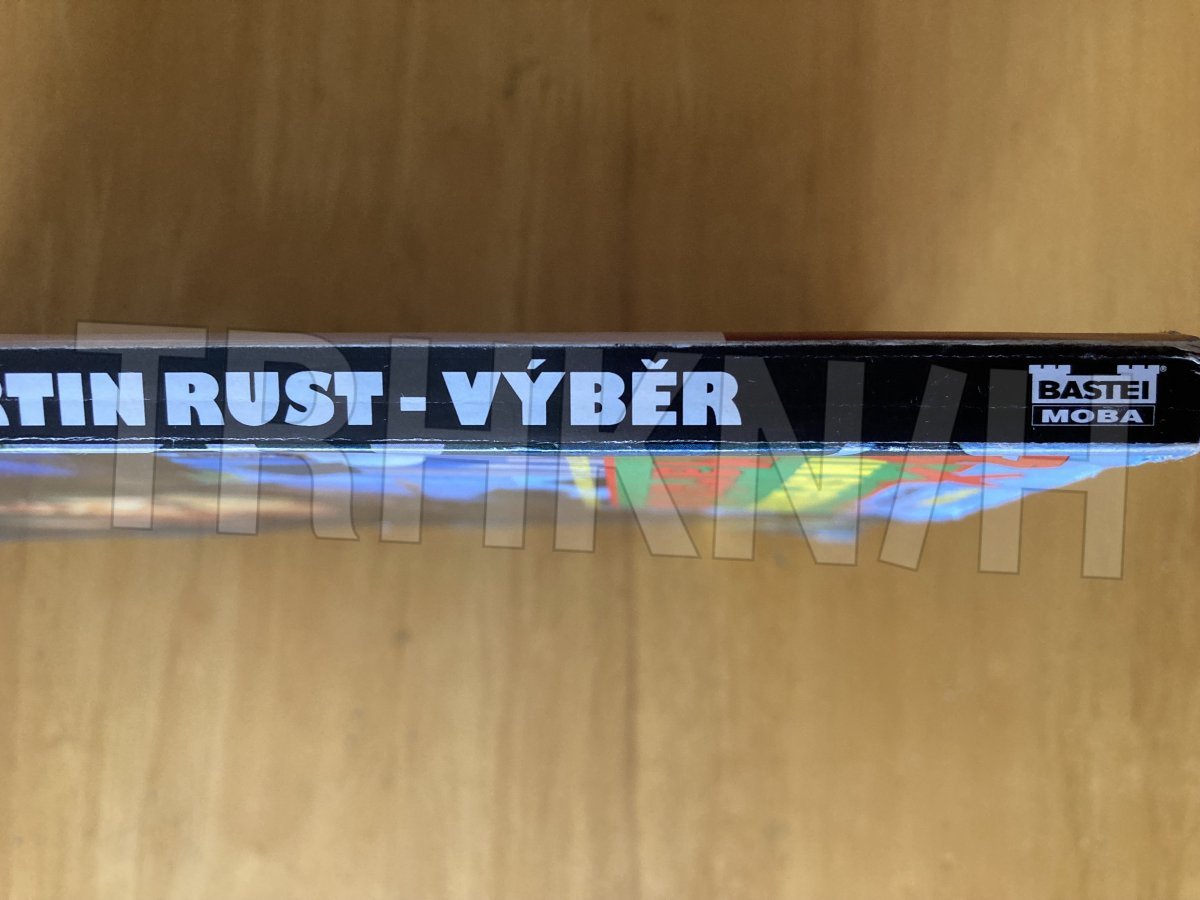 RTIN RUST - VÝBĚR
BASTEI
MOBA
TRHKNIH